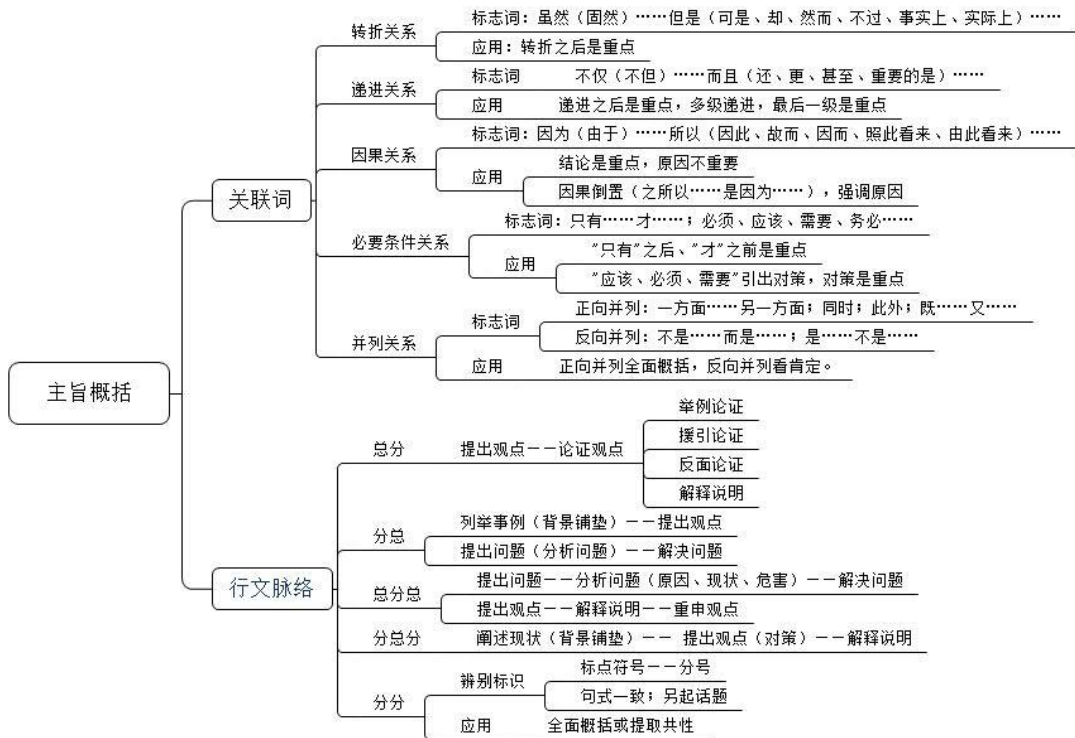 主旨概括
关联词
转折关系
标志词：虽然（固然）……但是（可是、却、然而、不过、事实上、实际上）……
应用：转折之后是重点
递进关系
标志词 不仅（不但）……而且（还、更、甚至、重要的是）……
应用 递进之后是重点，多级递进，最后一级是重点
因果关系
标志词：因为（由于）……所以（因此、故而、因而、照此看来、由此看来）……
应用
结论是重点，原因不重要
因果倒置（之所以……是因为……），强调原因
必要条件关系
标志词：只有……才……；必须、应该、需要、务必……
应用
"只有"之后、"才"之前是重点
"应该、必须、需要"引出对策，对策是重点
并列关系
标志词
正向并列：一方面……另一方面；同时；此外；既……又……
反向并列：不是……而是……；是……不是……
应用 正向并列全面概括，反向并列看肯定。
行文脉络
总分 提出观点——论证观点
举例论证
援引论证
反面论证
解释说明
分总
列举事例（背景铺垫）——提出观点
提出问题（分析问题）——解决问题
总分总
提出问题——分析问题（原因、现状、危害）——解决问题
提出观点——解释说明——重申观点
分总分 阐述现状（背景铺垫）—— 提出观点（对策）——解释说明
分分
辨别标识
标点符号——分号
句式一致；另起话题
应用 全面概括或提取共性